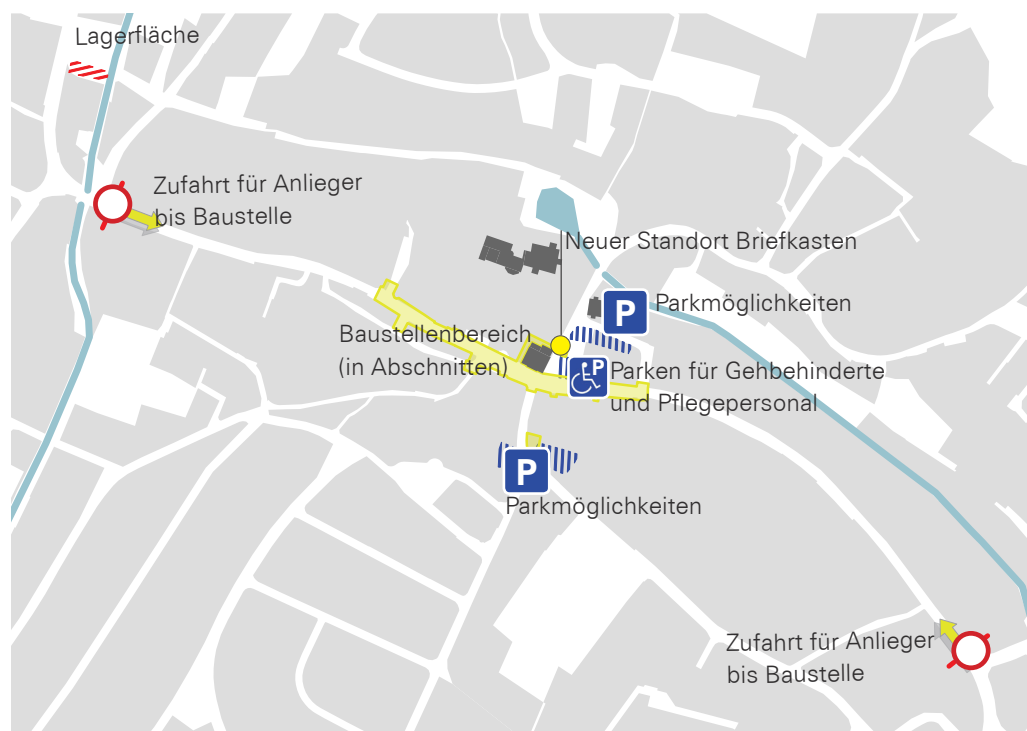 Lagerfläche
Zufahrt für Anlieger
bis Baustelle
Neuer Standort Briefkasten
P
Parkmöglichkeiten
Baustellenbereich
(in Abschnitten)
P
Parken für Gehbehinderte
und Pflegepersonal
P
Parkmöglichkeiten
Zufahrt für Anlieger
bis Baustelle